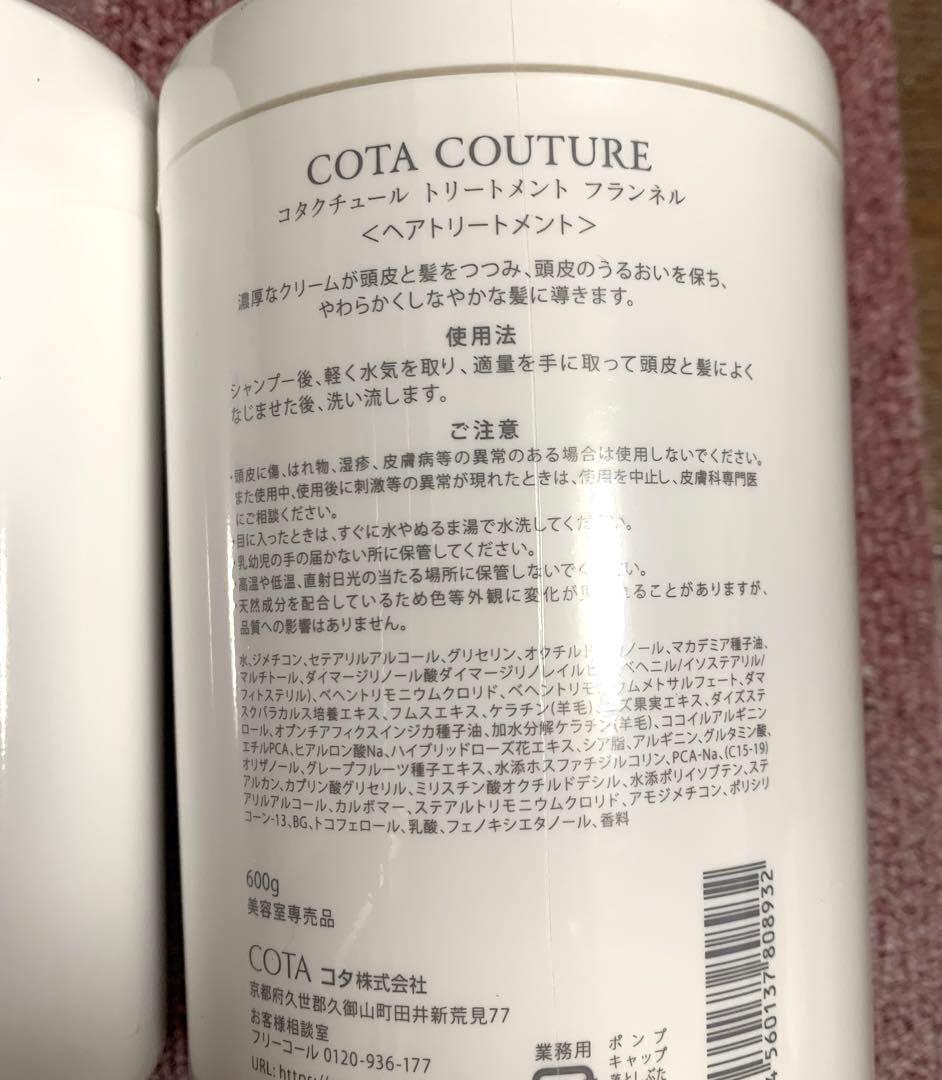 COTA COUTURE
コタクチュール トリートメント フランネル
＜ヘアトリートメント＞
濃厚なクリームが頭皮と髪をつつみ、頭皮のうるおいを保ち、
やわらかくしなやかな髪に導きます。
使用法
シャンプー後、軽く水気を取り、適量を手に取って頭皮と髪によく
なじませた後、洗い流します。
ご注意
・頭皮に傷、はれ物、湿疹、皮膚病等の異常のある場合は使用しないでください。
また使用中、使用後に刺激等の異常が現れたときは、使用を中止し、皮膚科専門医
にご相談ください。
・目に入ったときは、すぐに水やぬるま湯で水洗してください。
・乳幼児の手の届かない所に保管してください。
・高温や低温、直射日光の当たる場所に保管しないでください。
・天然成分を配合しているため色等外観に変化が見られることがありますが、
品質への影響はありません。
水、ジメチコン、セテアリルアルコール、グリセリン、オクチルドデカノール、マカデミア種子油、
マルチトール、ダイマージリノール酸ダイマージリノレイルビス(ベヘニル/イソステアリル/
フィトステリル)、ベヘントリモニウムクロリド、ベヘントリモニウムメトサルフェート、ダマ
スクバラカルス培養エキス、フムスエキス、ケラチン(羊毛)、ローズ果実エキス、ダイズステ
ロール、オプンチアフィクスインジカ種子油、加水分解ケラチン(羊毛)、ココイルアルギニン
エチルPCA、ヒアルロン酸Na、ハイブリッドローズ花エキス、シア脂、アルギニン、グルタミン酸、
オリザノール、グレープフルーツ種子エキス、水添ホスファチジルコリン、PCA-Na、(C15-19)
アルカン、カプリン酸グリセリル、ミリスチン酸オクチルドデシル、水添ポリイソブテン、ステ
アリルアルコール、カルボマー、ステアルトリモニウムクロリド、アモジメチコン、ポリシリ
コーン-13、BG、トコフェロール、乳酸、フェノキシエタノール、香料
600g
美容室専売品
COTA コタ株式会社
京都府久世郡久御山町田井新荒見77
お客様相談室
フリーコール 0120-936-177
URL: https:/
業務用
ポンプ
キャップ
落としぶた
4 560137 808932